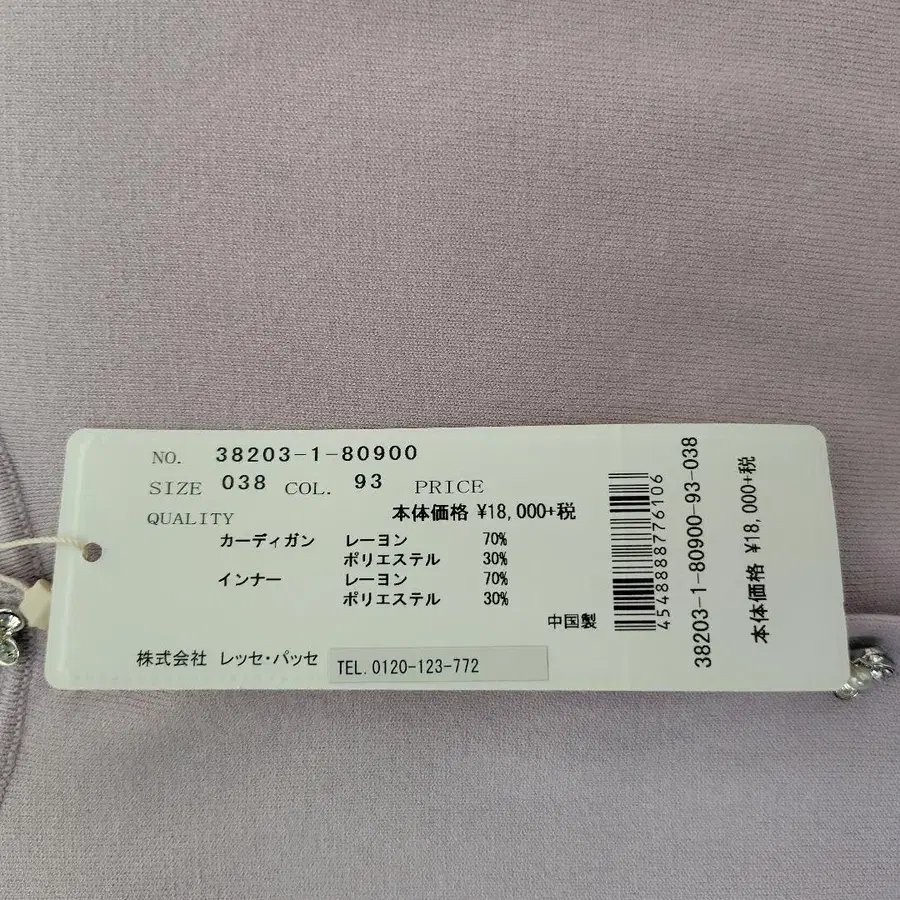 NO. 38203-1-80900
SIZE 038 COL. 93 PRICE
QUALITY 本体価格 ¥18,000+税
カーディガン レーヨン 70%
ポリエステル 30%
インナー レーヨン 70%
ポリエステル 30%
中国製
株式会社 レッセ・パッセ TEL. 0120-123-772
4548888776106
38203-1-80900-93-038
本体価格 ¥18,000+税